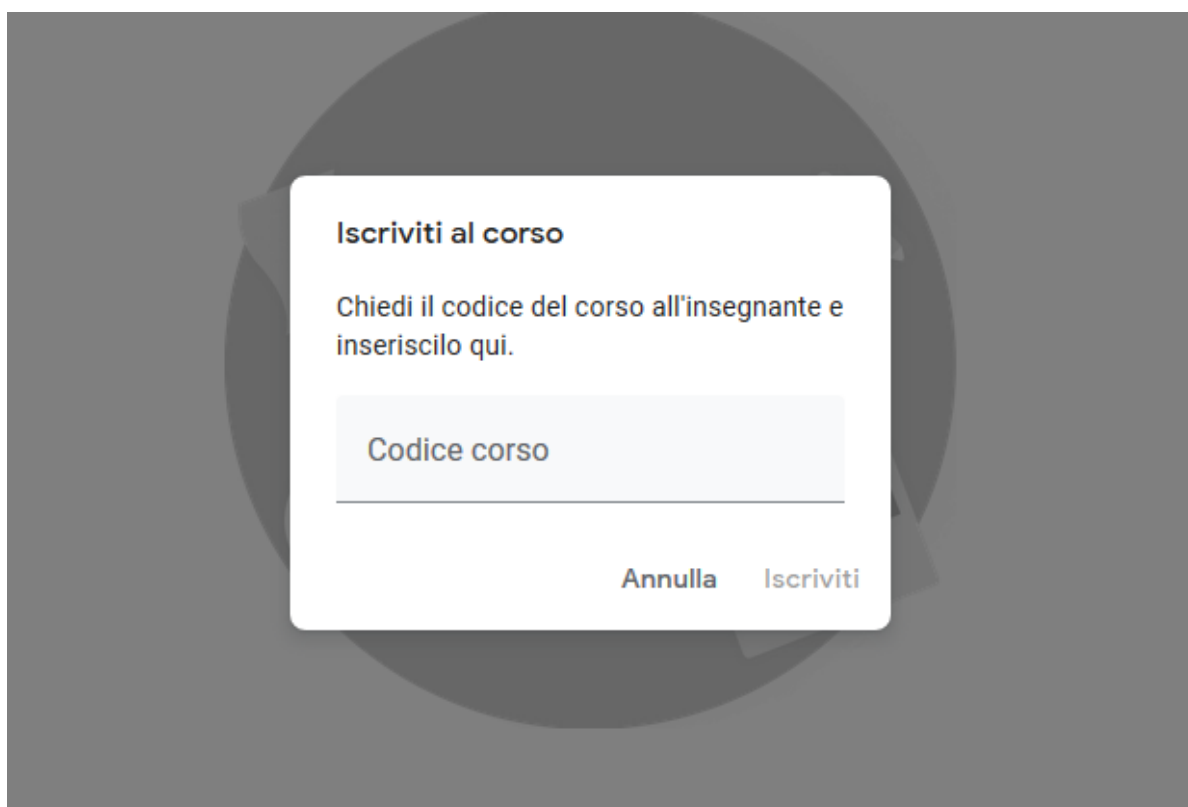 Iscriviti al corso
Chiedi il codice del corso all'insegnante e
inseriscilo qui.
Codice corso
Annulla Iscriviti